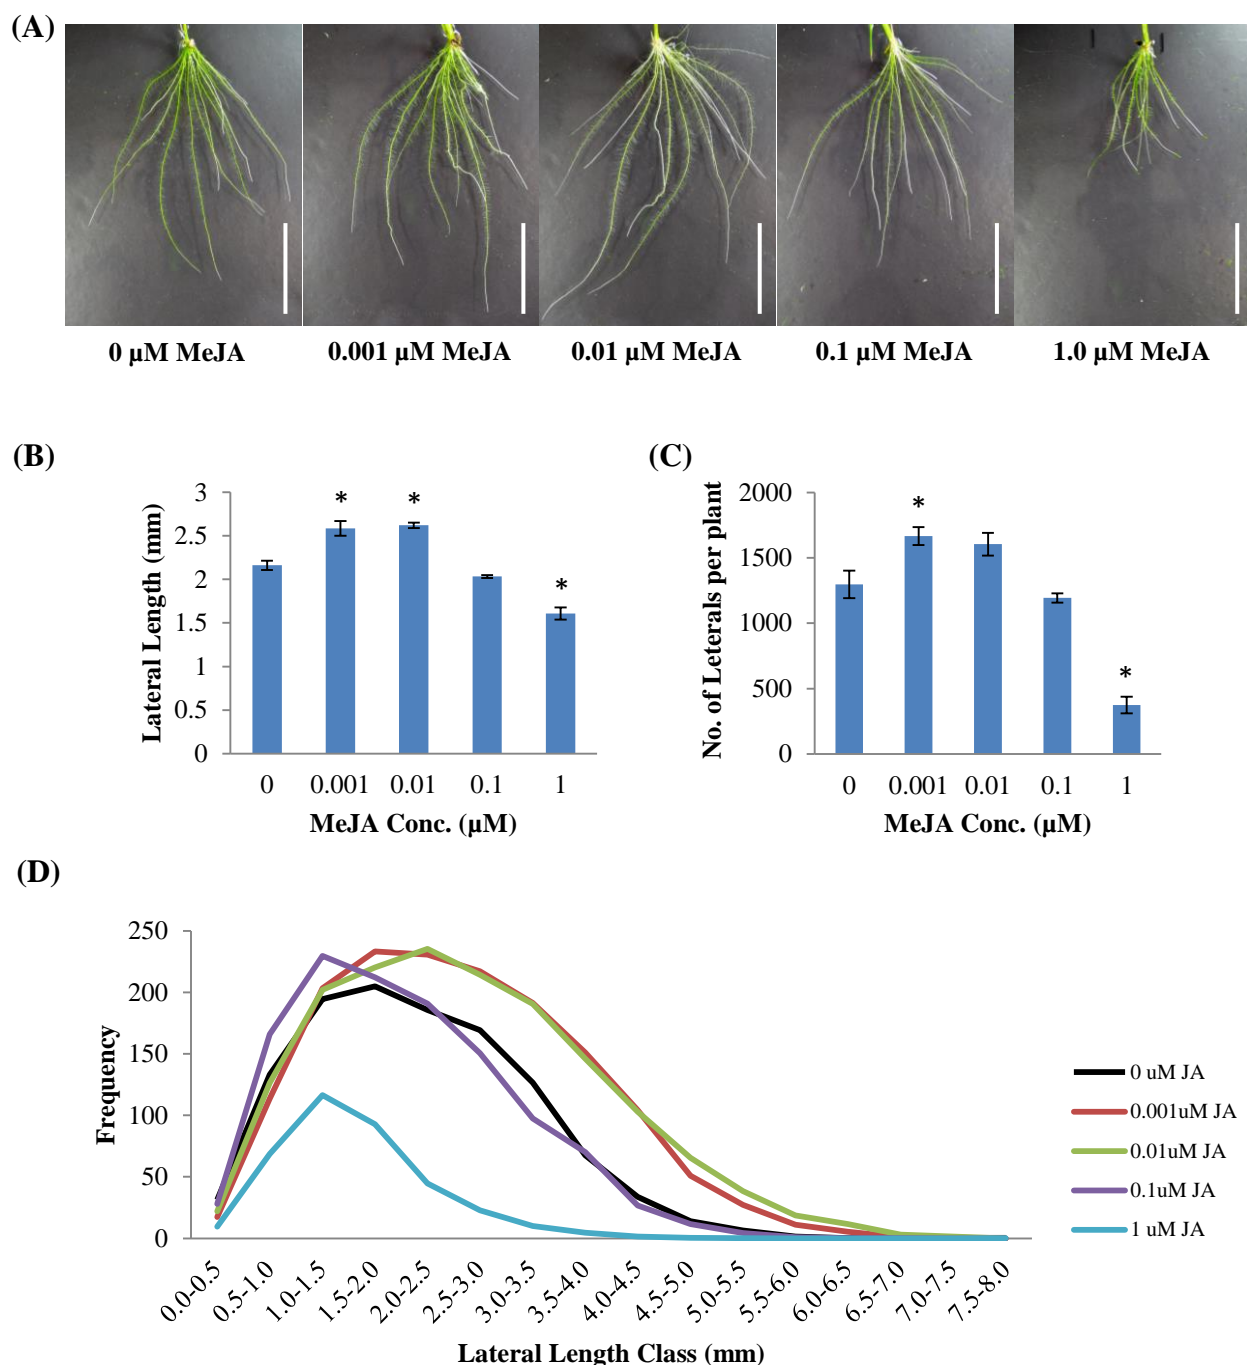 (A)
0 µM MeJA
0.001 µM MeJA
0.01 µM MeJA
0.1 µM MeJA
1.0 µM MeJA
(B)
Lateral Length (mm)
3
2.5
2
1.5
1
0.5
0
*
*
*
0
0.001
0.01
0.1
1
MeJA Conc. (µM)
(C)
No. of Leterals per plant
2000
1500
1000
500
0
*
*
0
0.001
0.01
0.1
1
MeJA Conc. (µM)
(D)
Frequency
250
200
150
100
50
0
0 uM JA
0.001uM JA
0.01uM JA
0.1uM JA
1 uM JA
0.0-0.5
0.5-1.0
1.0-1.5
1.5-2.0
2.0-2.5
2.5-3.0
3.0-3.5
3.5-4.0
4.0-4.5
4.5-5.0
5.0-5.5
5.5-6.0
6.0-6.5
6.5-7.0
7.0-7.5
7.5-8.0
Lateral Length Class (mm)